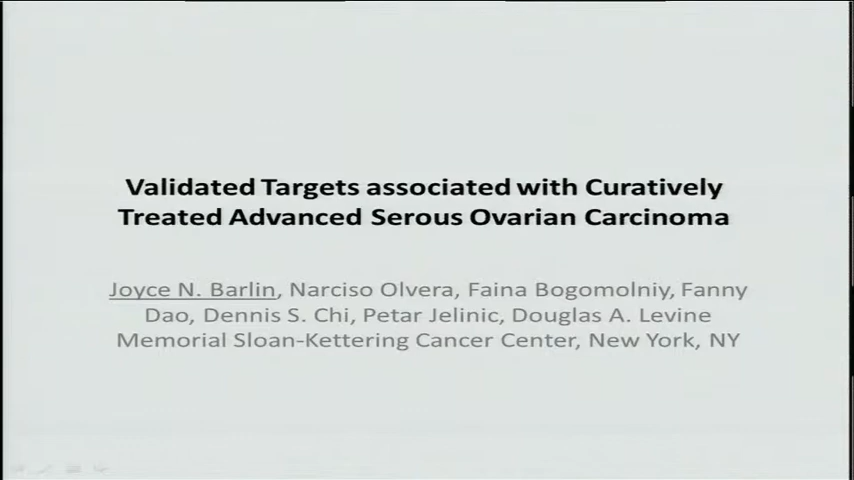 Validated Targets associated with Curatively
Treated Advanced Serous Ovarian Carcinoma
Joyce N. Barlin, Narciso Olvera, Faina Bogomolniy, Fanny
Dao, Dennis S. Chi, Petar Jelinic, Douglas A. Levine
Memorial Sloan-Kettering Cancer Center, New York, NY